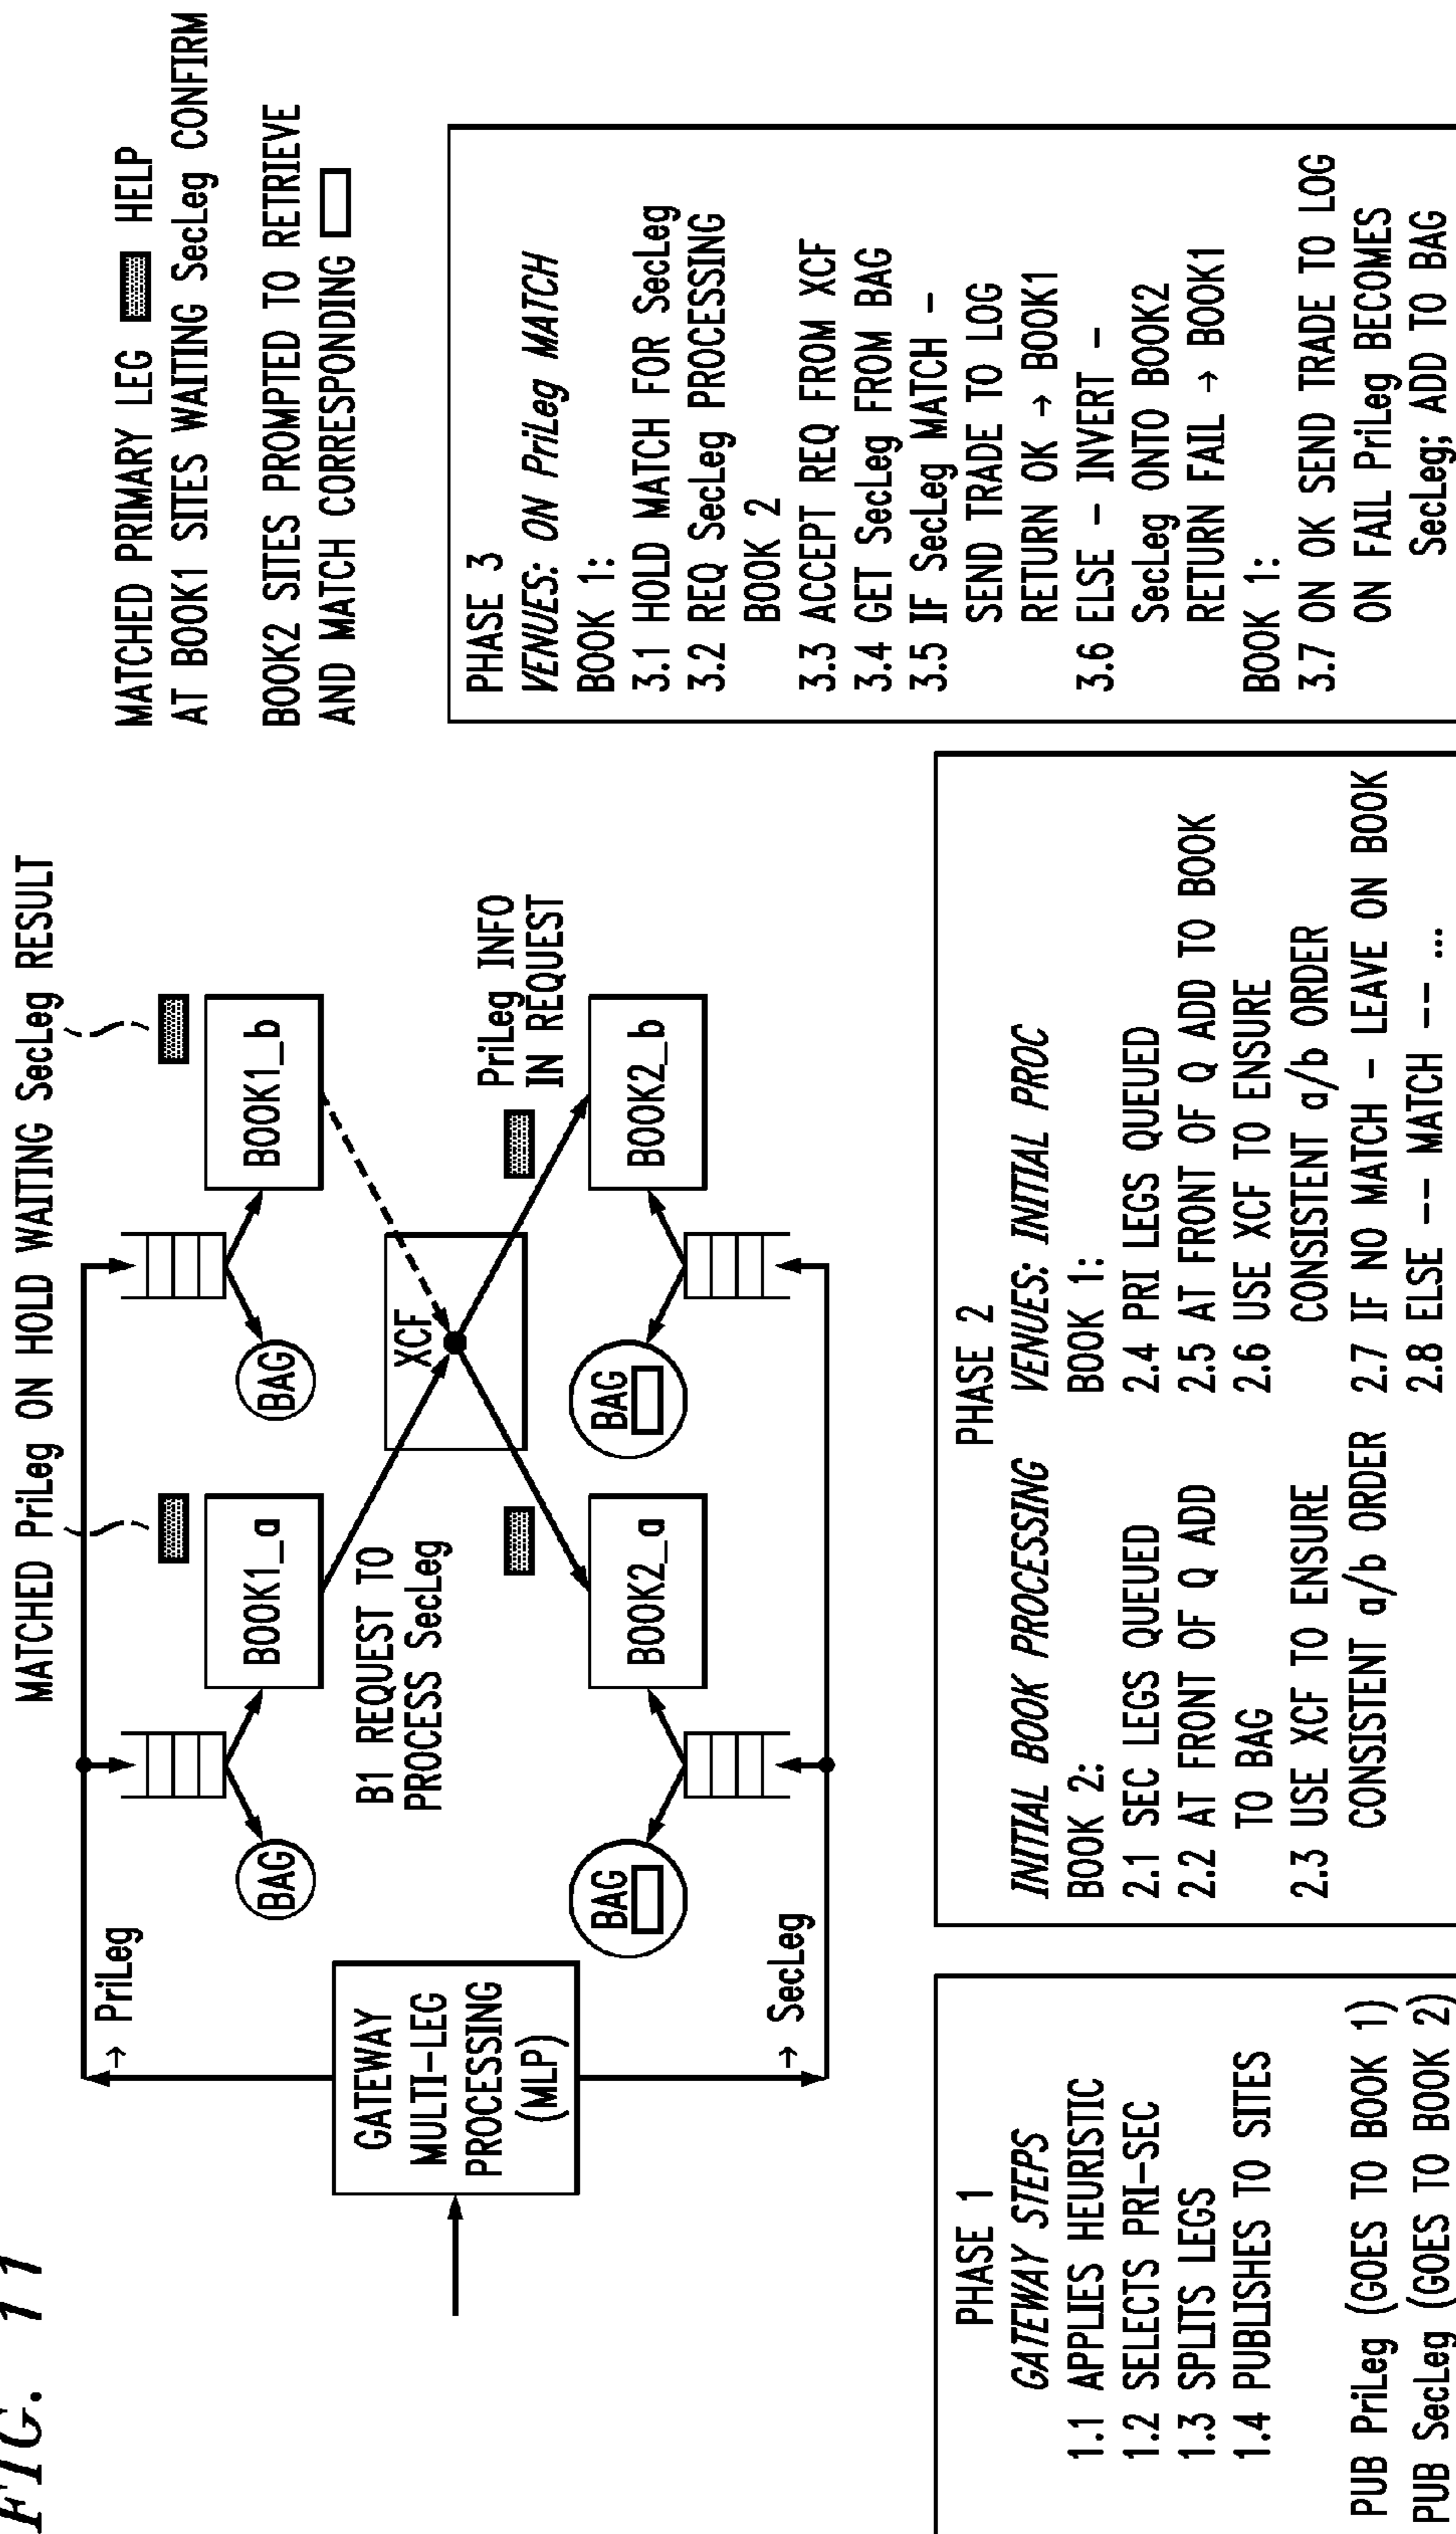 FIG. 11
MATCHED PriLeg ON HOLD WAITING SecLeg RESULT
→ PriLeg
GATEWAY
MULTI-LEG
PROCESSING
(MLP)
→ SecLeg
BAG
BOOK1_a
BAG
BOOK1_b
B1 REQUEST TO
PROCESS SecLeg
XCF
PriLeg INFO
IN REQUEST
BAG
BOOK2_a
BAG
BOOK2_b
MATCHED PRIMARY LEG HELP
AT BOOK1 SITES WAITING SecLeg CONFIRM
BOOK2 SITES PROMPTED TO RETRIEVE
AND MATCH CORRESPONDING
PHASE 1
GATEWAY STEPS
1.1 APPLIES HEURISTIC
1.2 SELECTS PRI-SEC
1.3 SPLITS LEGS
1.4 PUBLISHES TO SITES
PUB PriLeg (GOES TO BOOK 1)
PUB SecLeg (GOES TO BOOK 2)
PHASE 2
INITIAL BOOK PROCESSING
BOOK 2:
2.1 SEC LEGS QUEUED
2.2 AT FRONT OF Q ADD
TO BAG
2.3 USE XCF TO ENSURE
CONSISTENT a/b ORDER
VENUES: INITIAL PROC
BOOK 1:
2.4 PRI LEGS QUEUED
2.5 AT FRONT OF Q ADD TO BOOK
2.6 USE XCF TO ENSURE
CONSISTENT a/b ORDER
2.7 IF NO MATCH - LEAVE ON BOOK
2.8 ELSE -- MATCH -- ...
PHASE 3
VENUES: ON PriLeg MATCH
BOOK 1:
3.1 HOLD MATCH FOR SecLeg
3.2 REQ SecLeg PROCESSING
BOOK 2
3.3 ACCEPT REQ FROM XCF
3.4 GET SecLeg FROM BAG
3.5 IF SecLeg MATCH -
SEND TRADE TO LOG
RETURN OK → BOOK1
3.6 ELSE - INVERT -
SecLeg ONTO BOOK2
RETURN FAIL → BOOK1
BOOK 1:
3.7 ON OK SEND TRADE TO LOG
ON FAIL PriLeg BECOMES
SecLeg; ADD TO BAG